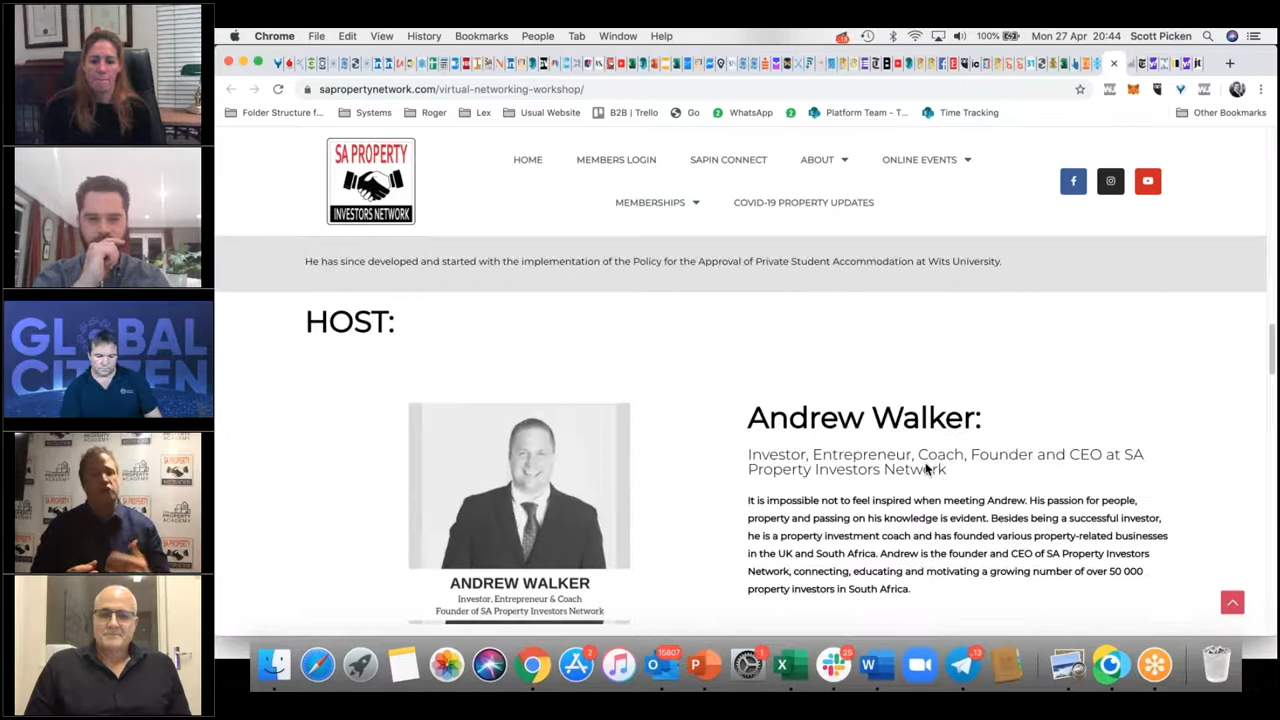 Chrome File Edit View History Bookmarks People Tab Window Help
100% Mon 27 Apr 20:44 Scott Picken
sapropertynetwork.com/virtual-networking-workshop/
Folder Structure f... Systems Roger Lex Usual Website B2B | Trello Go WhatsApp Platform Team - T... Time Tracking Other Bookmarks
SA PROPERTY
INVESTORS NETWORK
HOME MEMBERS LOGIN SAPIN CONNECT ABOUT ONLINE EVENTS
MEMBERSHIPS COVID-19 PROPERTY UPDATES
He has since developed and started with the implementation of the Policy for the Approval of Private Student Accommodation at Wits University.
HOST:
Andrew Walker:
Investor, Entrepreneur, Coach, Founder and CEO at SA
Property Investors Network
It is impossible not to feel inspired when meeting Andrew. His passion for people,
property and passing on his knowledge is evident. Besides being a successful investor,
he is a property investment coach and has founded various property-related businesses
in the UK and South Africa. Andrew is the founder and CEO of SA Property Investors
Network, connecting, educating and motivating a growing number of over 50 000
property investors in South Africa.
ANDREW WALKER
Investor, Entrepreneur & Coach
Founder of SA Property Investors Network
GLOBAL
CITIZEN
PROPERTY
ACADEMY
2 15807 1 25 13